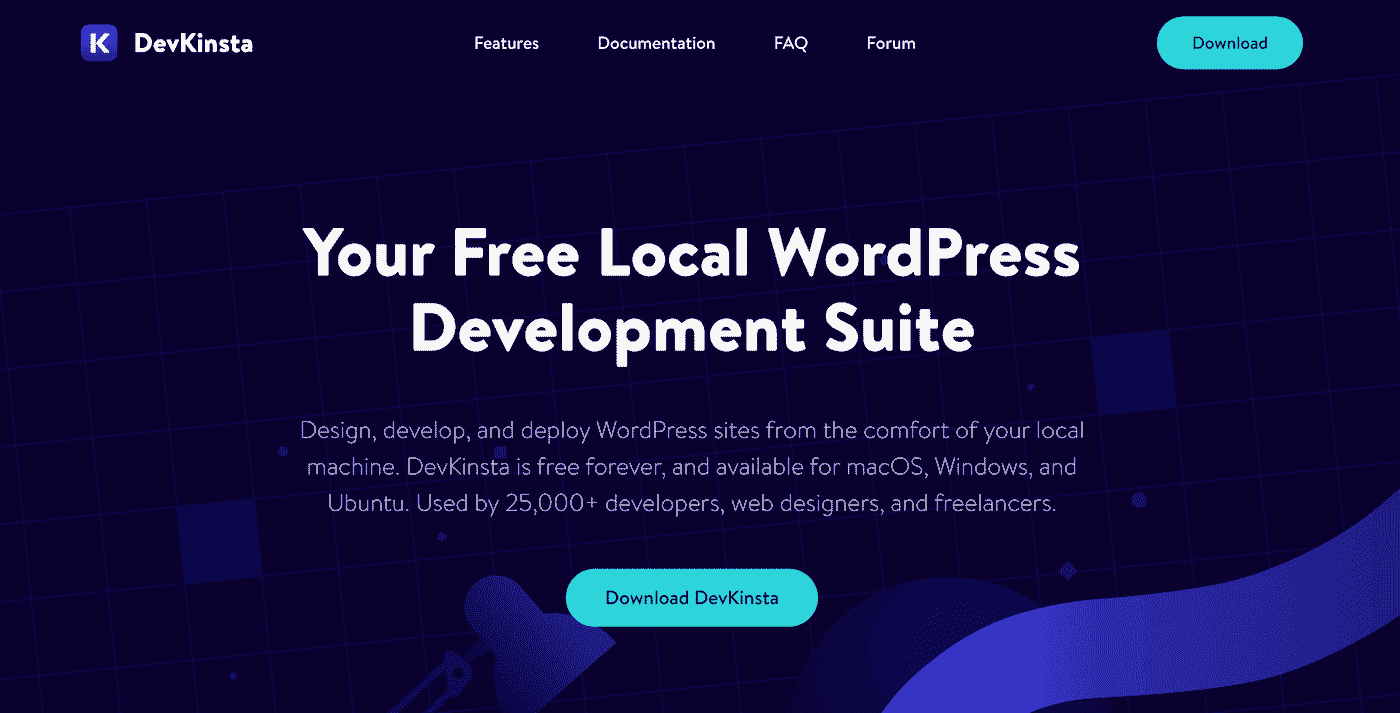 K DevKinsta
Features Documentation FAQ Forum
Download
Your Free Local WordPress
Development Suite
Design, develop, and deploy WordPress sites from the comfort of your local
machine. DevKinsta is free forever, and available for macOS, Windows, and
Ubuntu. Used by 25,000+ developers, web designers, and freelancers.
Download DevKinsta